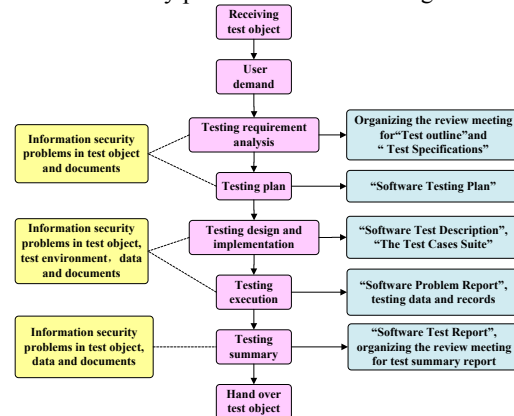 Receiving
test object
User
demand
Testing requirement
analysis
Organizing the review meeting
for“Test outline”and
“ Test Specifications”
Information security
problems in test object
and documents
Testing plan
“Software Testing Plan”
Testing design and
implementation
“Software Test Description”,
“The Test Cases Suite”
Information security
problems in test object,
test environment，data
and documents
Testing
execution
“Software Problem Report”,
testing data and records
Information security
problems in test object,
data and documents
Testing
summary
“Software Test Report”,
organizing the review meeting
for test summary report
Hand over
test object